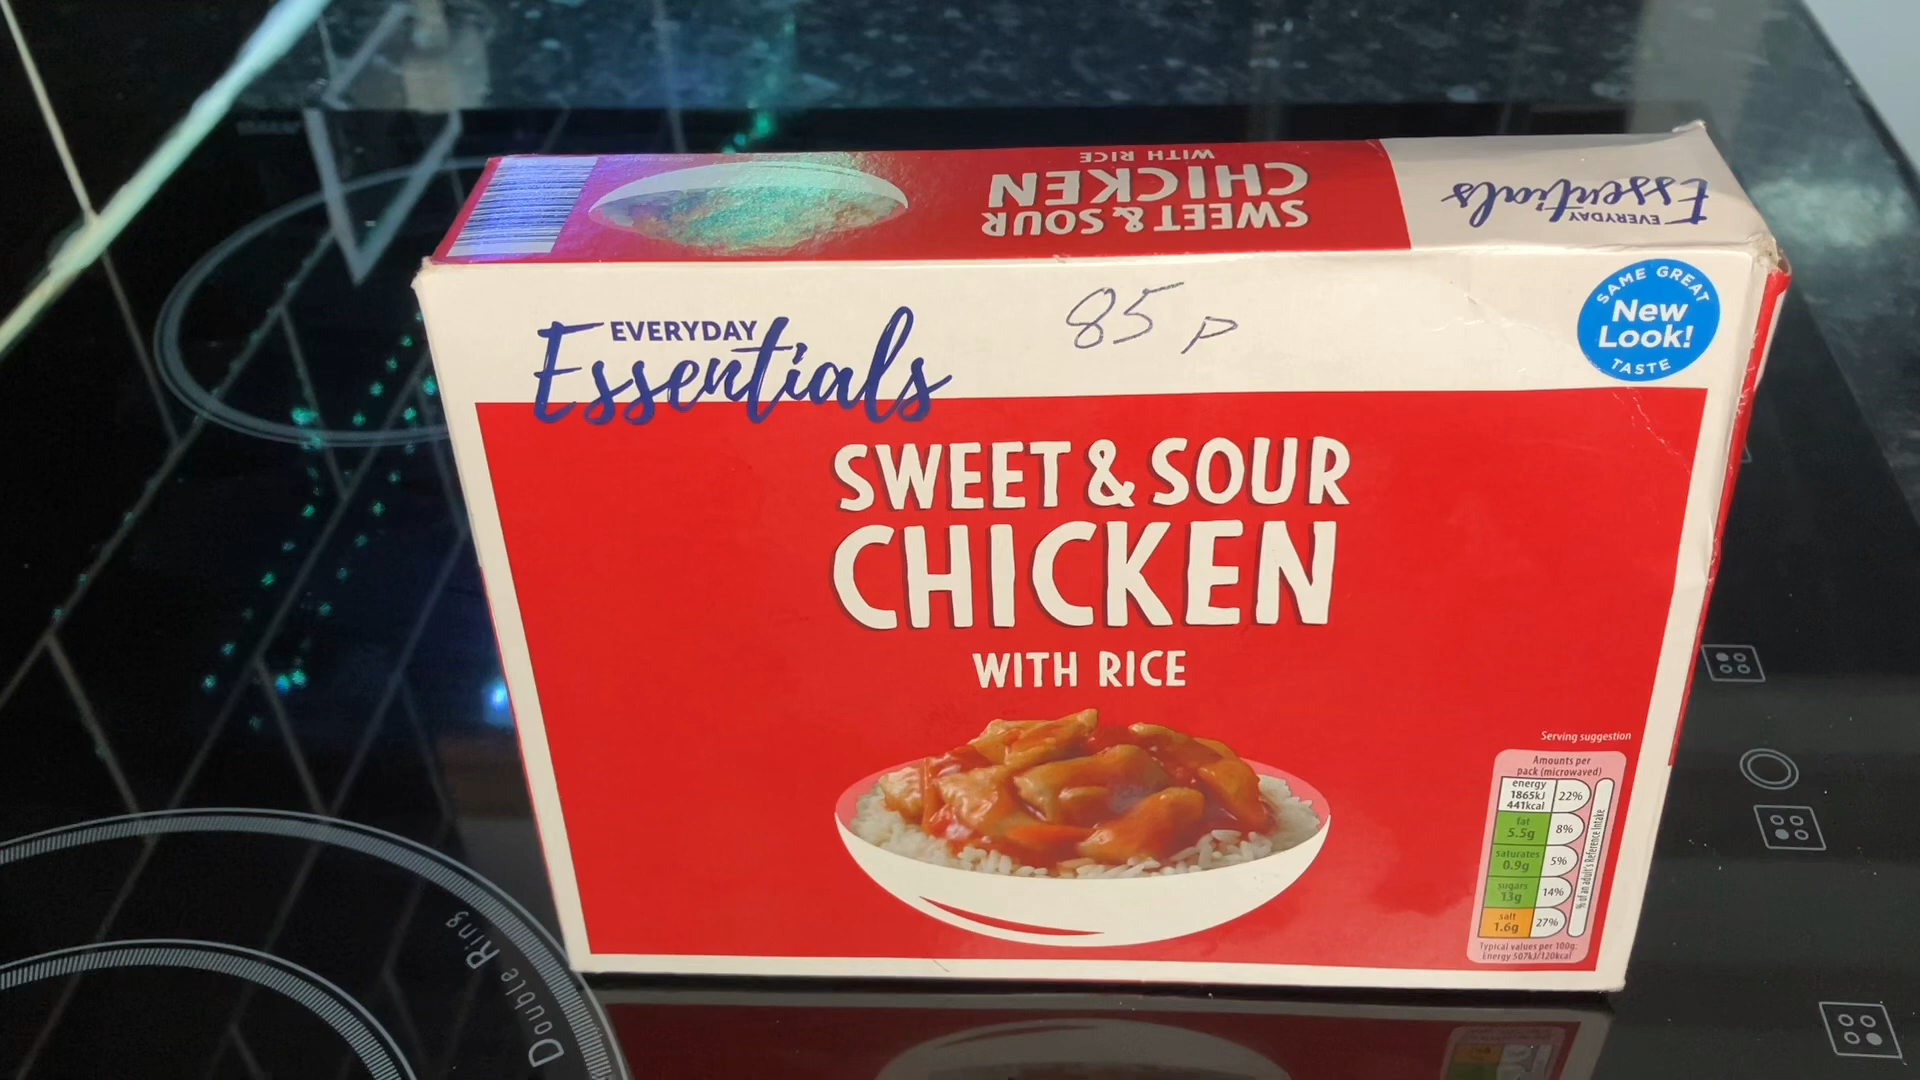 WITH RICE
CHICKEN
SWEET & SOUR
EVERYDAY
Essentials
85p
EVERYDAY
Essentials
SAME GREAT
New
Look!
TASTE
SWEET & SOUR
CHICKEN
WITH RICE
Serving suggestion
Amounts per
pack (microwaved)
energy
1865kJ
441kcal
22%
fat
5.5g
8%
saturates
0.9g
5%
sugars
13g
14%
salt
1.6g
27%
% of an adult's Reference Intake
Typical values per 100g:
Energy 507kJ/120kcal
Double Ring